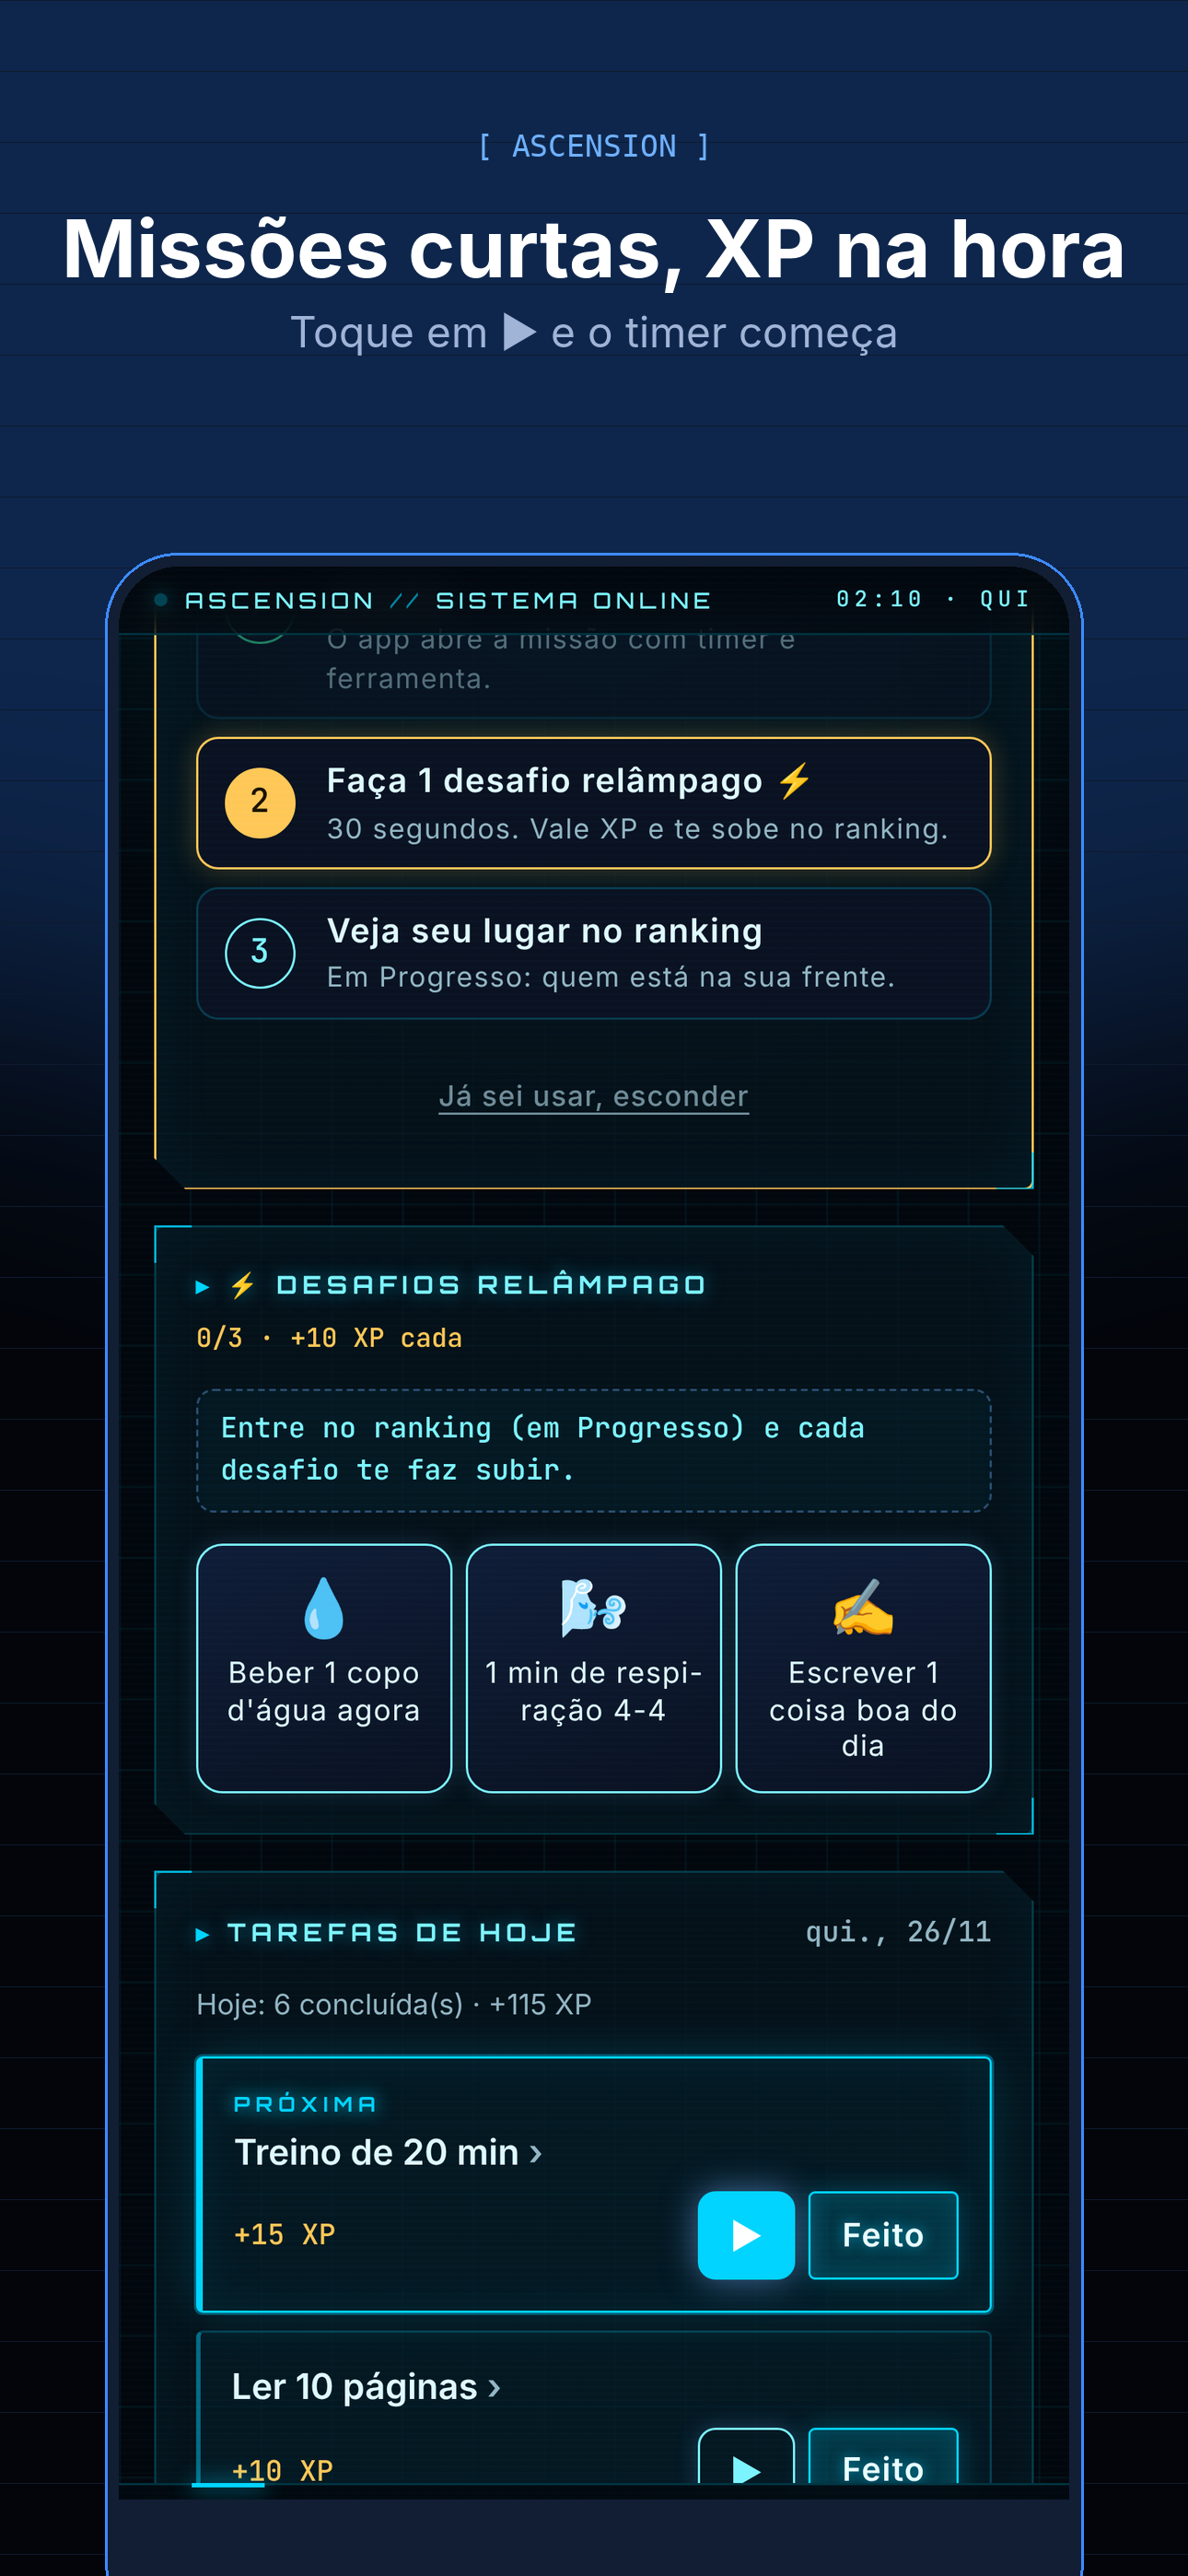 [ ASCENSION ]
Missões curtas, XP na hora
Toque em ▶ e o timer começa
ASCENSION // SISTEMA ONLINE
02:10 · QUI
O app abre a missão com timer e
ferramenta.
2
Faça 1 desafio relâmpago ⚡
30 segundos. Vale XP e te sobe no ranking.
3
Veja seu lugar no ranking
Em Progresso: quem está na sua frente.
Já sei usar, esconder
▶ ⚡ DESAFIOS RELÂMPAGO
0/3 · +10 XP cada
Entre no ranking (em Progresso) e cada
desafio te faz subir.
Beber 1 copo
d'água agora
1 min de respi-
ração 4-4
Escrever 1
coisa boa do
dia
▶ TAREFAS DE HOJE
qui., 26/11
Hoje: 6 concluída(s) · +115 XP
PRÓXIMA
Treino de 20 min ›
+15 XP
▶
Feito
Ler 10 páginas ›
+10 XP
▶
Feito